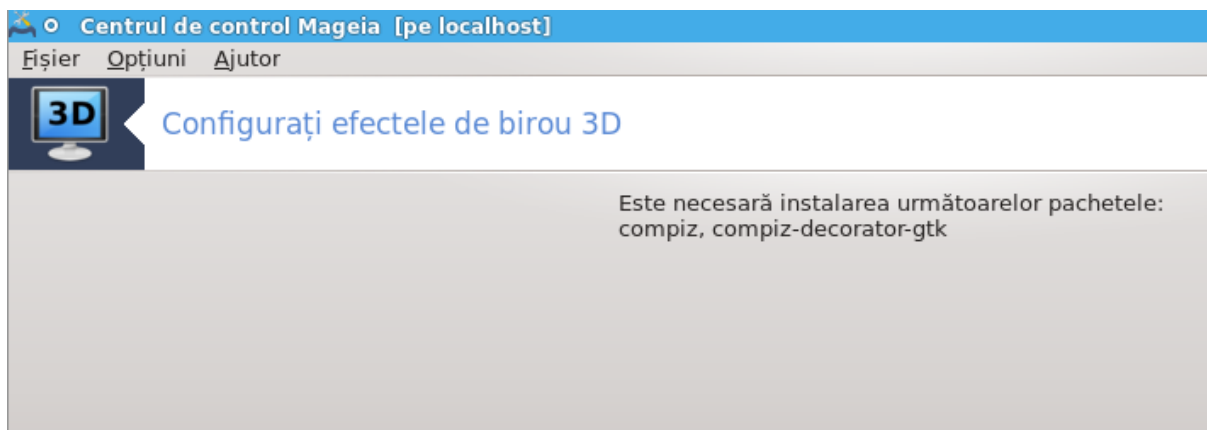 Centrul de control Mageia [pe localhost]
Fișier Opțiuni Ajutor
3D
Configurați efectele de birou 3D
Este necesară instalarea următoarelor pachetele:
compiz, compiz-decorator-gtk